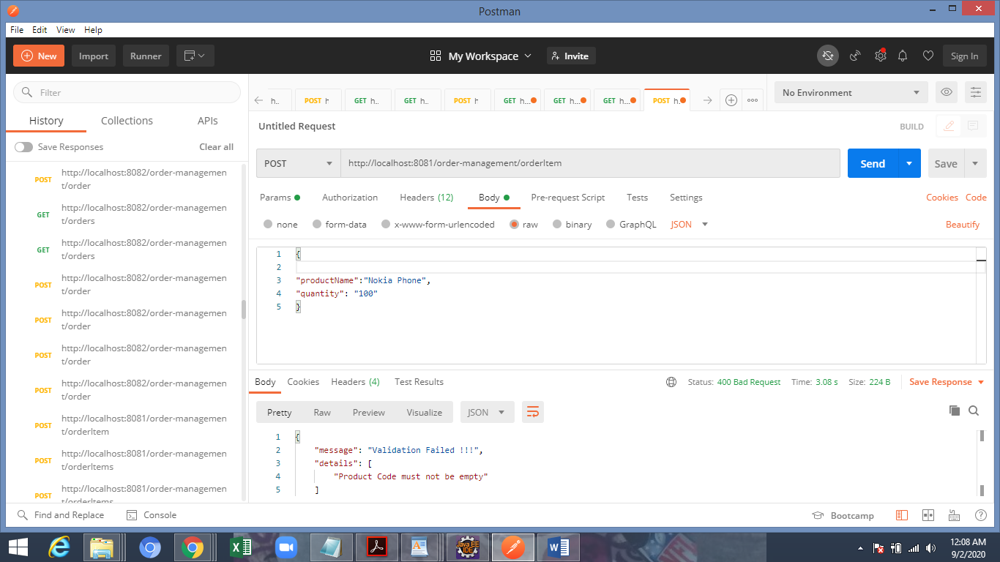 Postman
File Edit View Help
New Import Runner My Workspace Invite Sign In
Filter
History Collections APIs
Save Responses Clear all
POST http://localhost:8082/order-managemen
t/order
GET http://localhost:8082/order-managemen
t/orders
GET http://localhost:8082/order-managemen
t/orders
POST http://localhost:8082/order-managemen
t/order
POST http://localhost:8082/order-managemen
t/order
POST http://localhost:8082/order-managemen
t/order
POST http://localhost:8082/order-managemen
t/order
POST http://localhost:8081/order-managemen
t/orderItem
POST http://localhost:8081/order-managemen
t/orderItems
POST http://localhost:8081/order-managemen
t/orderItems
h.. POST h GET h.. GET h.. POST h GET h... GET h... GET h... POST h.
No Environment
Untitled Request BUILD
POST http://localhost:8081/order-management/orderItem Send Save
Params Authorization Headers (12) Body Pre-request Script Tests Settings Cookies Code
none form-data x-www-form-urlencoded raw binary GraphQL JSON Beautify
1 {
2
3 "productName":"Nokia Phone",
4 "quantity": "100"
5 }
Body Cookies Headers (4) Test Results Status: 400 Bad Request Time: 3.08 s Size: 224 B Save Response
Pretty Raw Preview Visualize JSON
1 {
2 "message": "Validation Failed !!!",
3 "details": [
4 "Product Code must not be empty"
5 ]
Find and Replace Console Bootcamp
Java EE
IDE
12:08 AM
9/2/2020